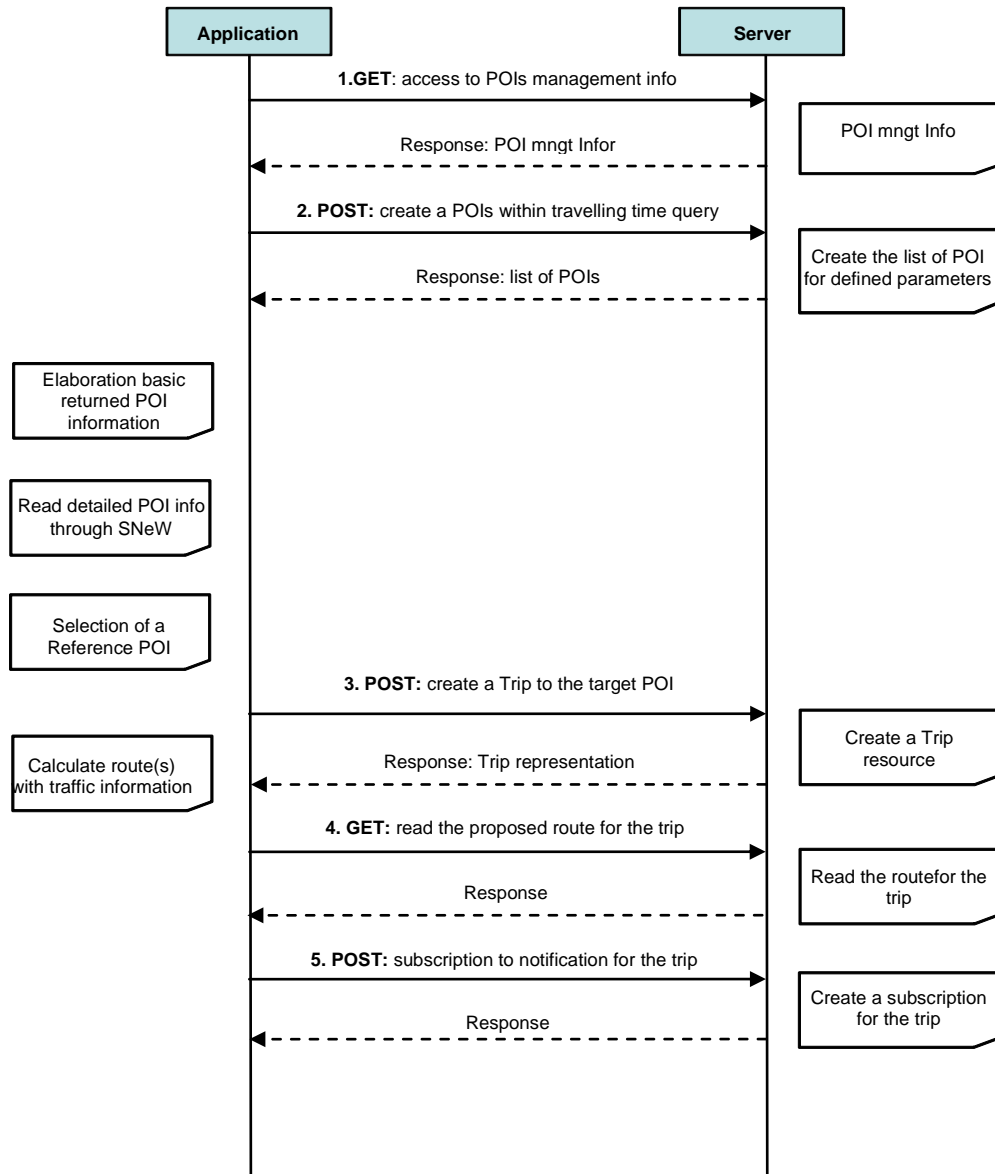 Application
Server
1.GET: access to POIs management info
POI mngt Info
Response: POI mngt Infor
2. POST: create a POIs within travelling time query
Create the list of POI
for defined parameters
Response: list of POIs
Elaboration basic
returned POI
information
Read detailed POI info
through SNeW
Selection of a
Reference POI
3. POST: create a Trip to the target POI
Create a Trip
resource
Response: Trip representation
Calculate route(s)
with traffic information
4. GET: read the proposed route for the trip
Read the routefor the
trip
Response
5. POST: subscription to notification for the trip
Create a subscription
for the trip
Response